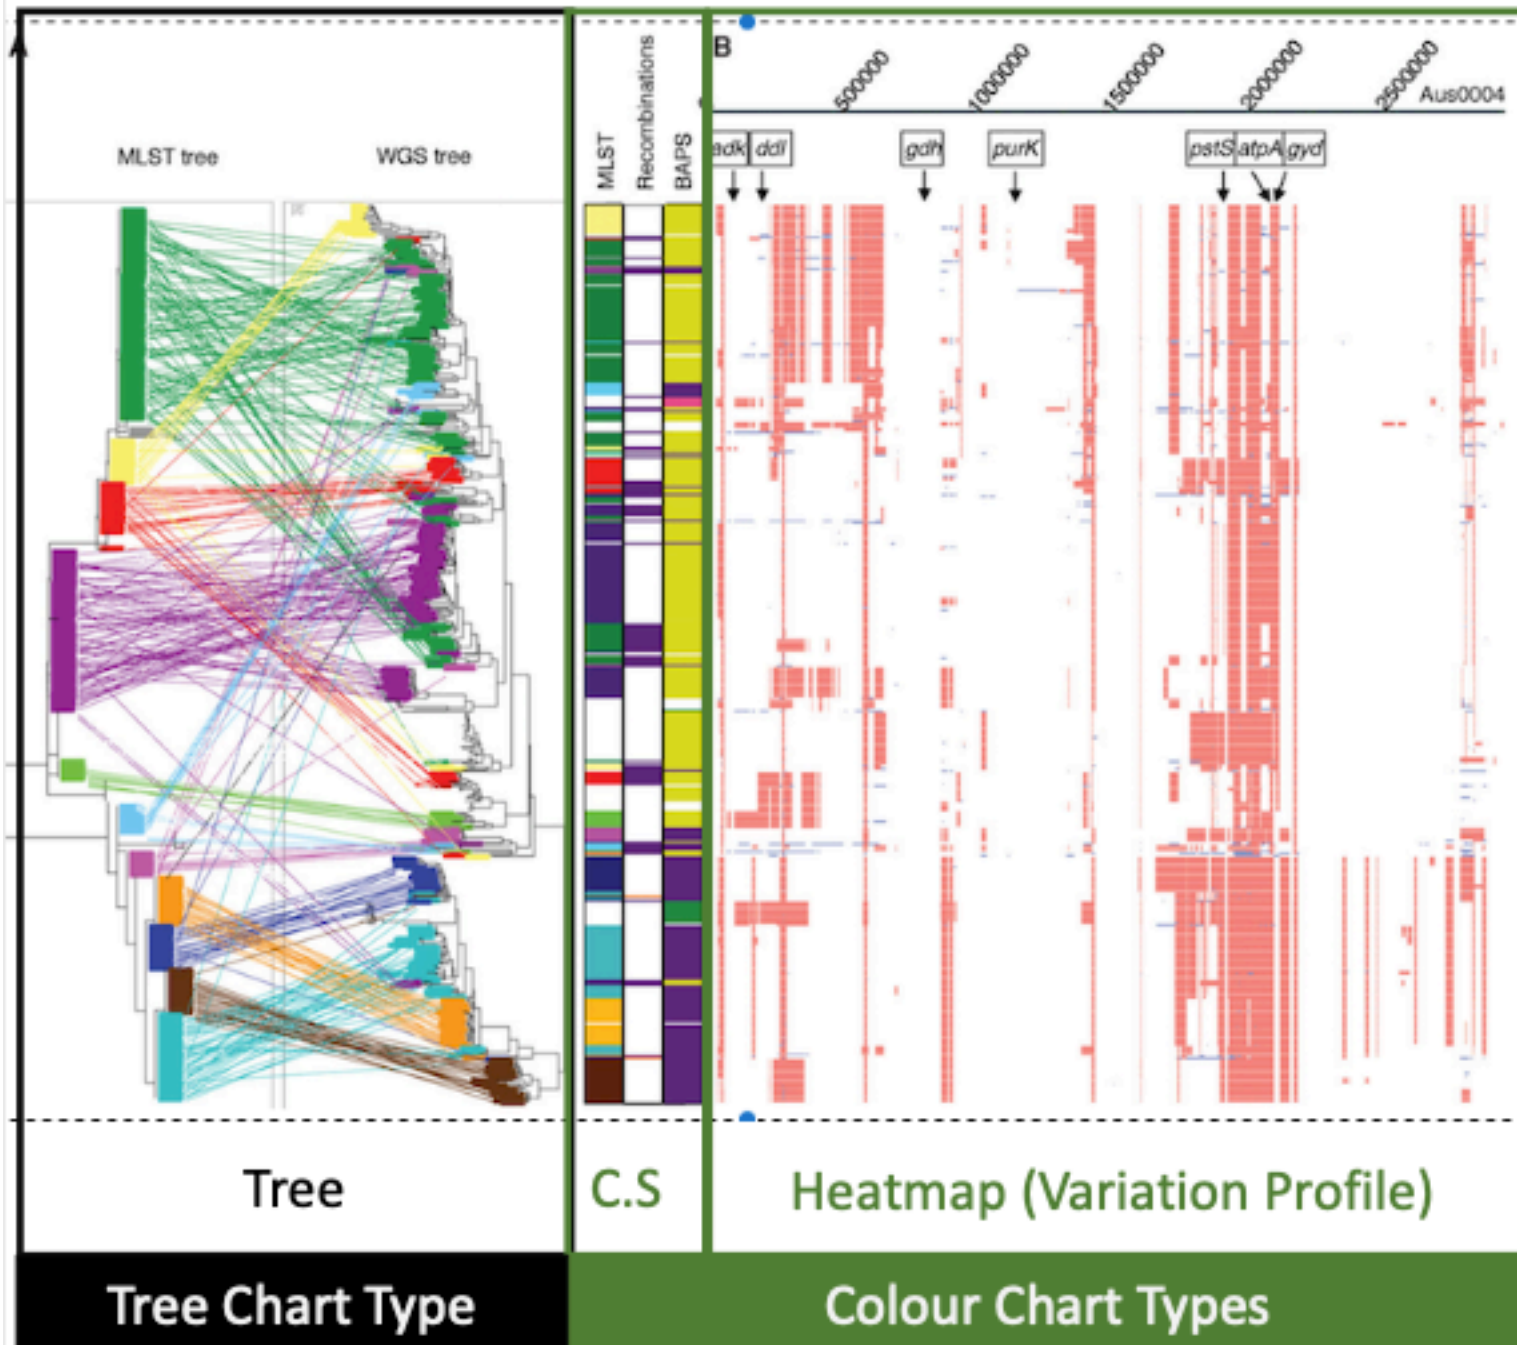 A
MLST tree
WGS tree
MLST
Recombinations
BAPS
B
500000
1000000
1500000
2000000
2500000
Aus0004
adk
ddl
gdh
purK
pstS
atpA
gyd
Tree
C.S
Heatmap (Variation Profile)
Tree Chart Type
Colour Chart Types